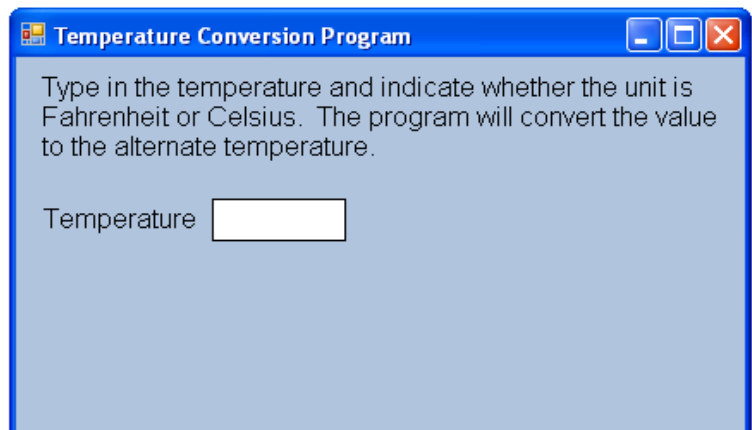 Temperature Conversion Program
Type in the temperature and indicate whether the unit is
Fahrenheit or Celsius.  The program will convert the value
to the alternate temperature.
Temperature